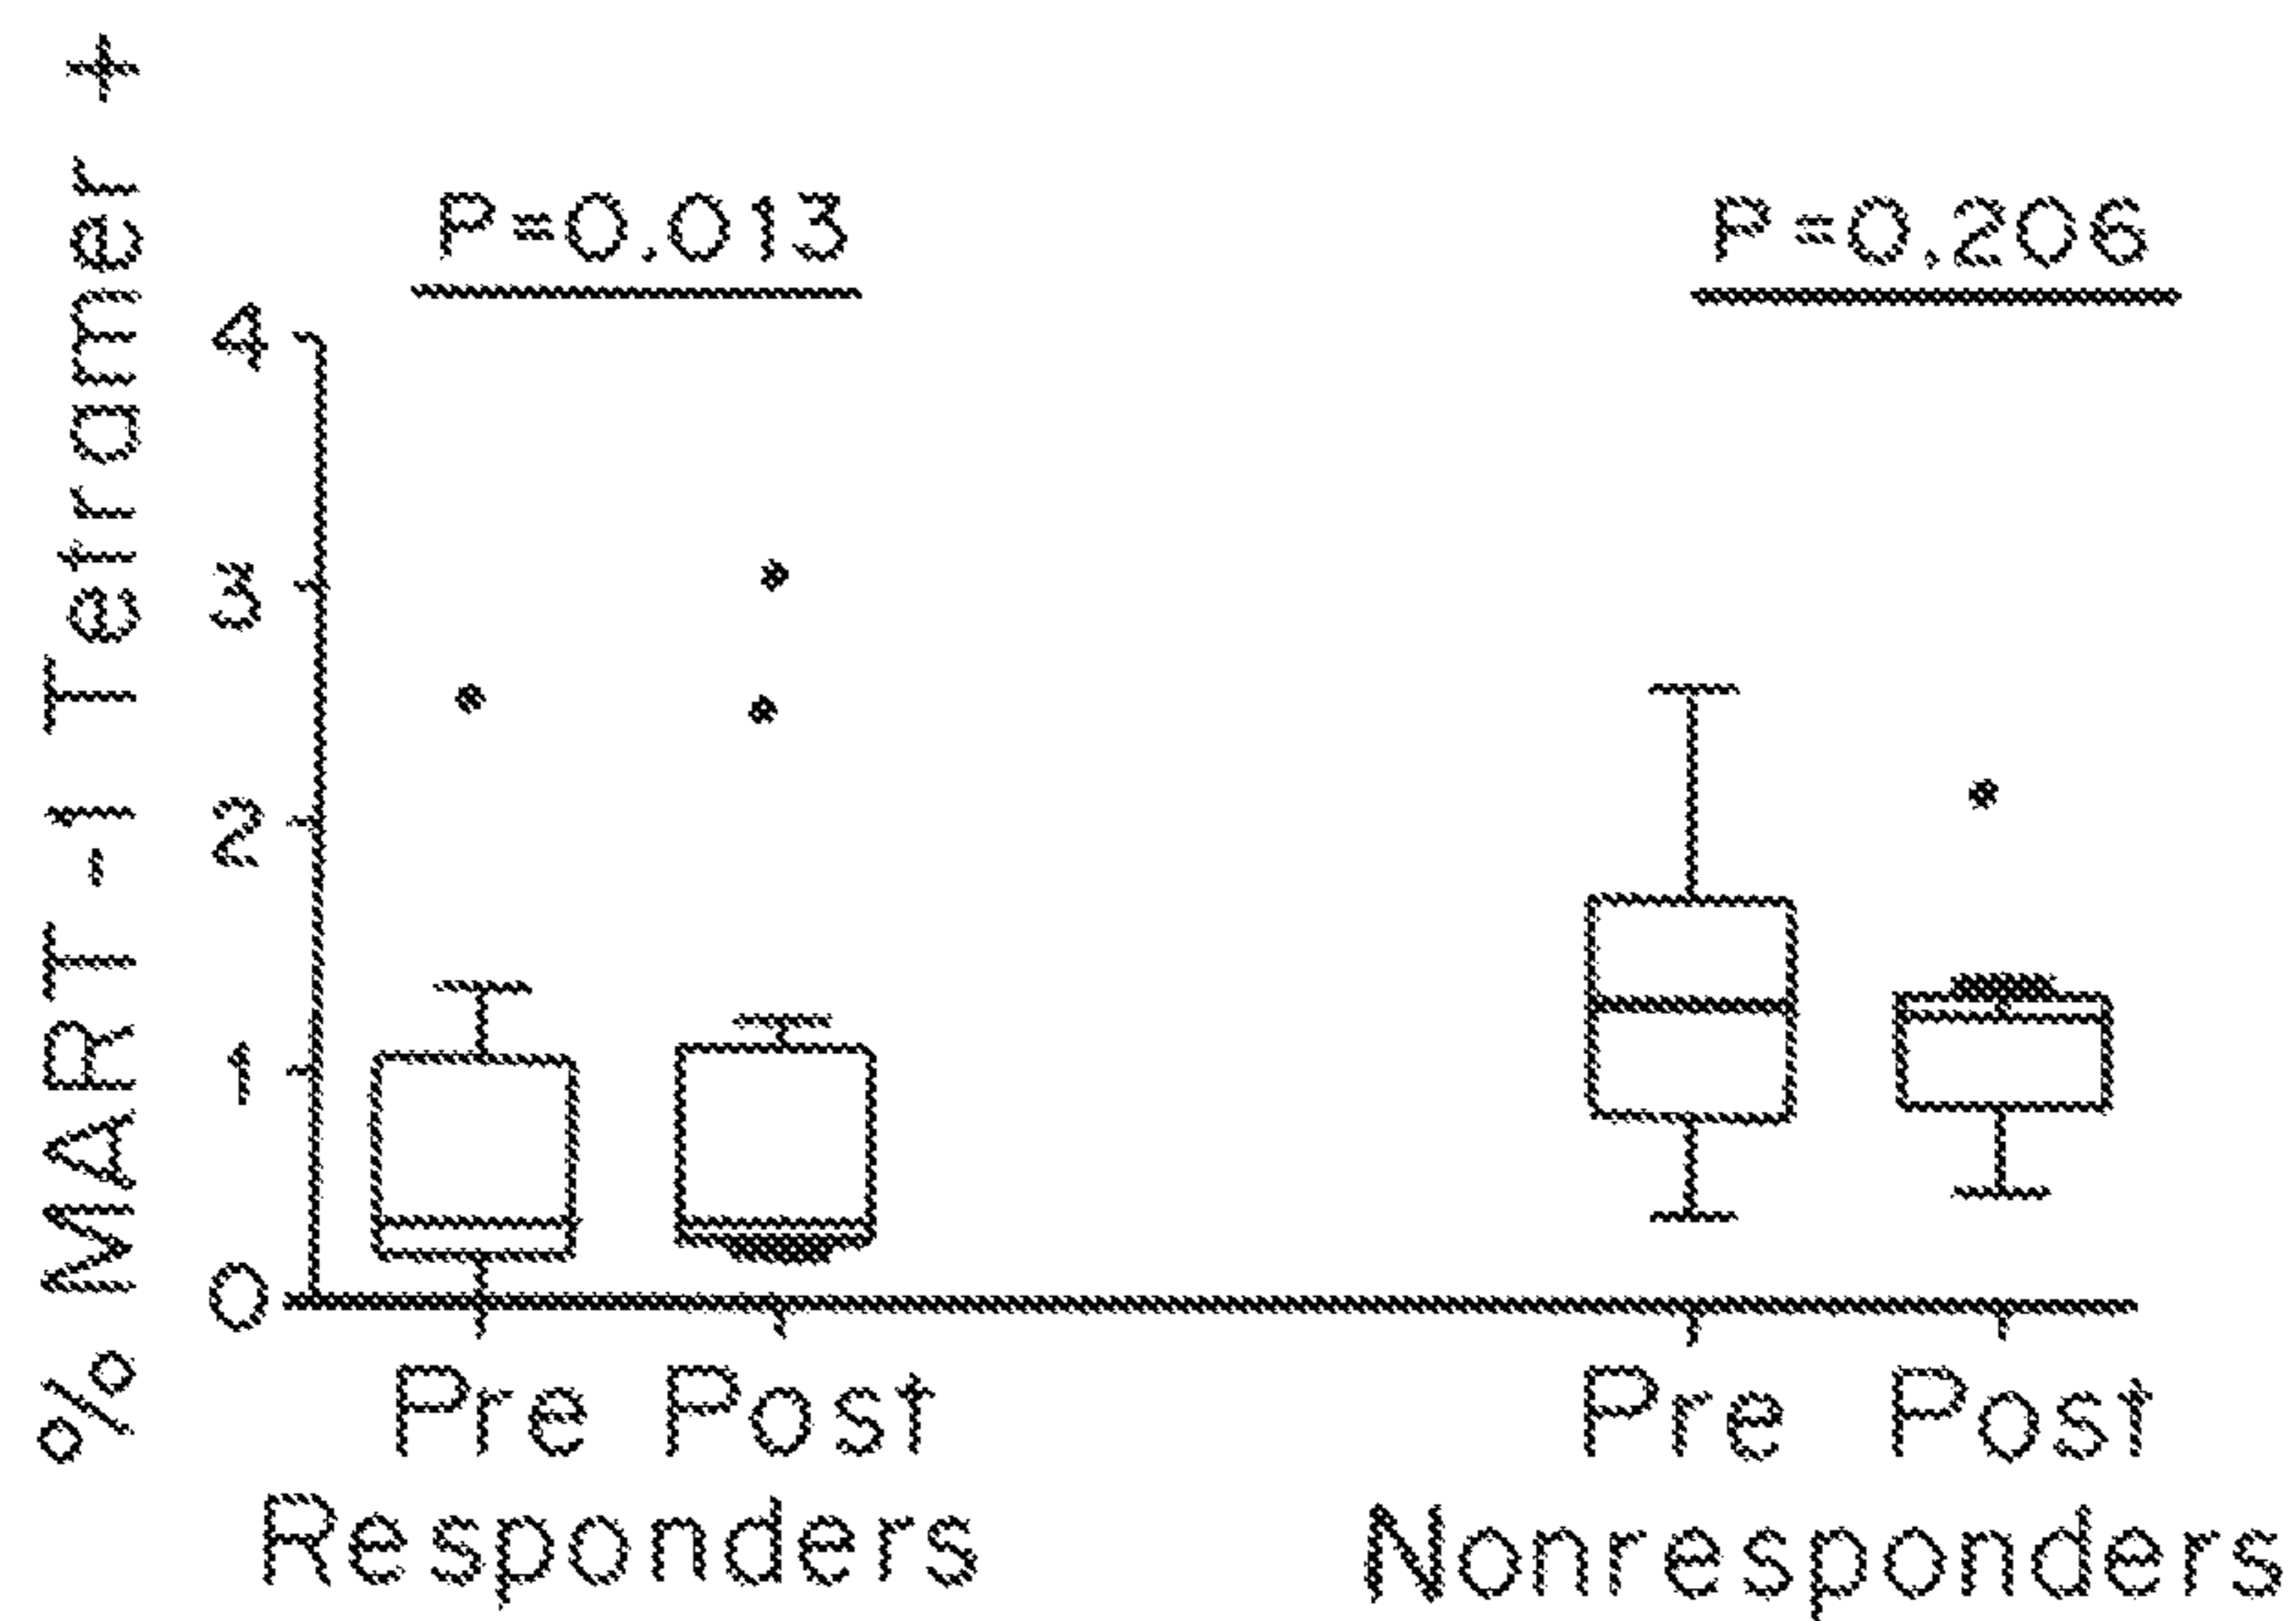 % MART-1 Tetramer +
P=0.013
P=0.206
4
3
2
1
0
Pre Post
Pre Post
Responders
Nonresponders